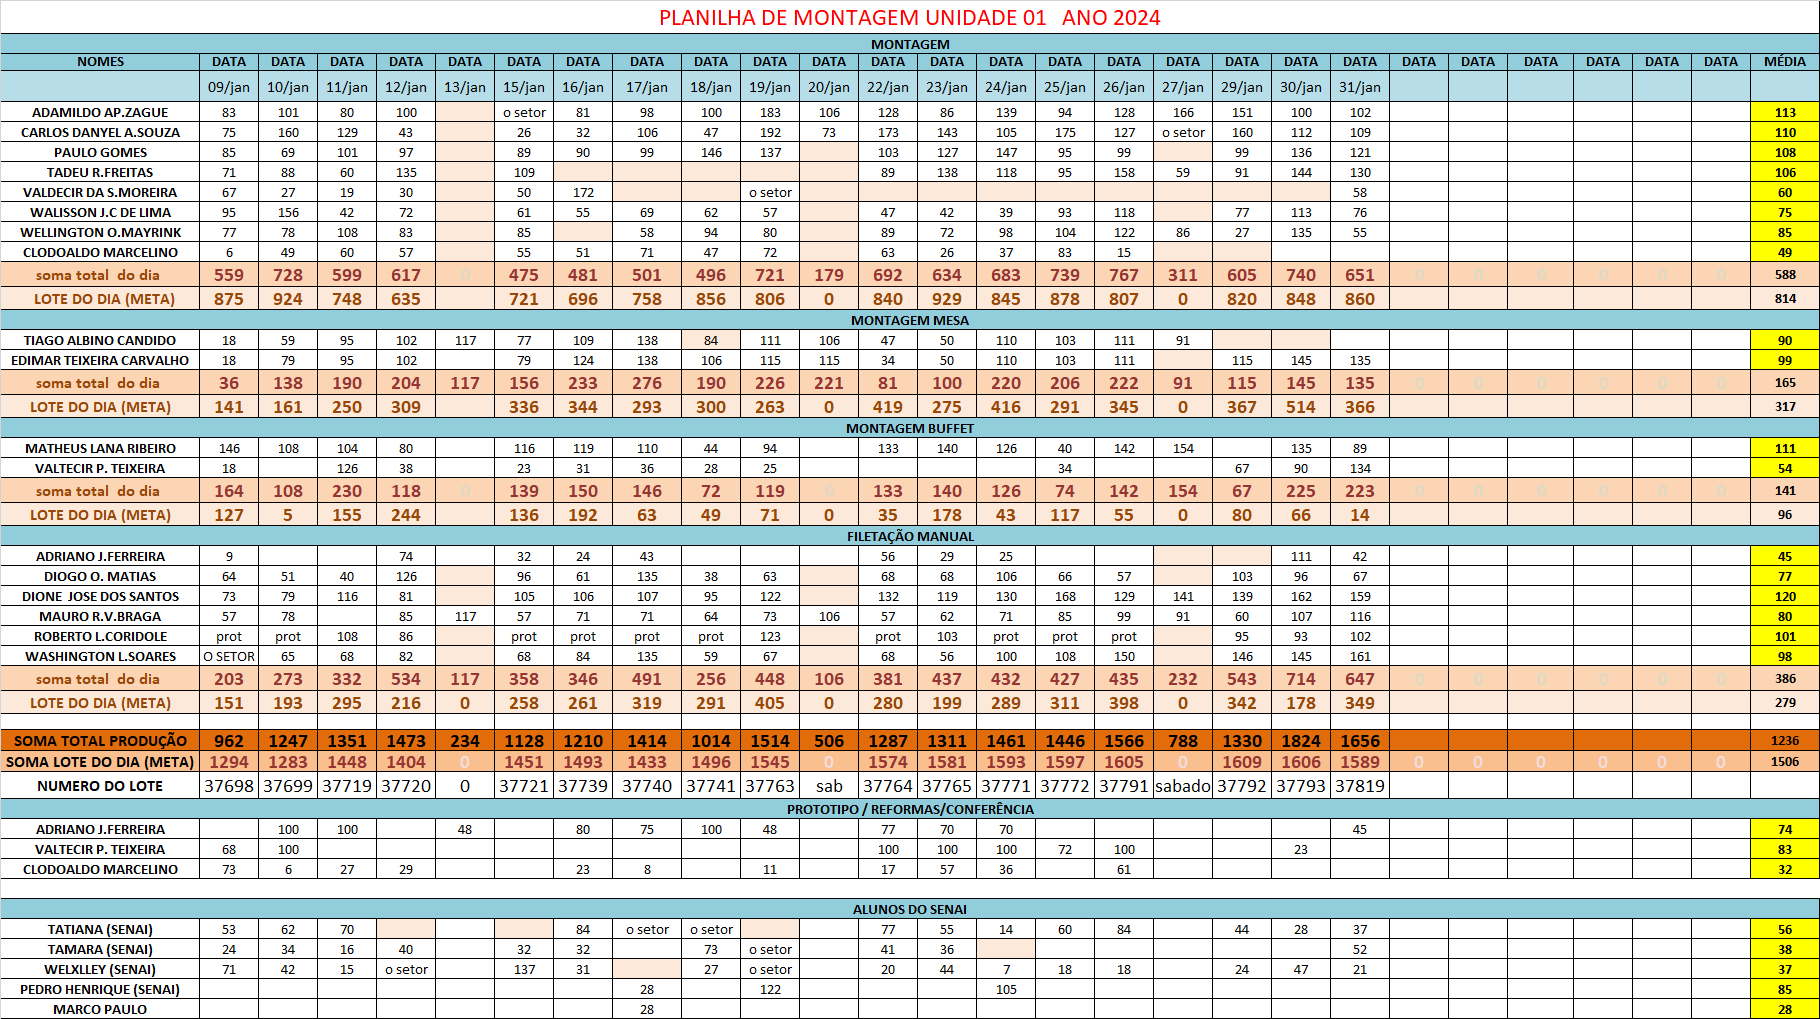 PLANILHA DE MONTAGEM UNIDADE 01 ANO 2024
MONTAGEM
NOMES DATA DATA DATA DATA DATA DATA DATA DATA DATA DATA DATA DATA DATA DATA DATA DATA DATA DATA DATA DATA DATA DATA DATA DATA DATA DATA MÉDIA
09/jan 10/jan 11/jan 12/jan 13/jan 15/jan 16/jan 17/jan 18/jan 19/jan 20/jan 22/jan 23/jan 24/jan 25/jan 26/jan 27/jan 29/jan 30/jan 31/jan
ADAMILDO AP.ZAGUE 83 101 80 100 o setor 81 98 100 183 106 128 86 139 94 128 166 151 100 102 113
CARLOS DANYEL A.SOUZA 75 160 129 43 26 32 106 47 192 73 173 143 105 175 127 o setor 160 112 109 110
PAULO GOMES 85 69 101 97 89 90 99 146 137 103 127 147 95 99 99 136 121 108
TADEU R.FREITAS 71 88 60 135 109 89 138 118 95 158 59 91 144 130 106
VALDECIR DA S.MOREIRA 67 27 19 30 50 172 o setor 58 60
WALISSON J.C DE LIMA 95 156 42 72 61 55 69 62 57 47 42 39 93 118 77 113 76 75
WELLINGTON O.MAYRINK 77 78 108 83 85 58 94 80 89 72 98 104 122 86 27 135 55 85
CLODOALDO MARCELINO 6 49 60 57 55 51 71 47 72 63 26 37 83 15 49
soma total do dia 559 728 599 617 0 475 481 501 496 721 179 692 634 683 739 767 311 605 740 651 0 0 0 0 0 0 588
LOTE DO DIA (META) 875 924 748 635 721 696 758 856 806 0 840 929 845 878 807 0 820 848 860 814
MONTAGEM MESA
TIAGO ALBINO CANDIDO 18 59 95 102 117 77 109 138 84 111 106 47 50 110 103 111 91 90
EDIMAR TEIXEIRA CARVALHO 18 79 95 102 79 124 138 106 115 115 34 50 110 103 111 115 145 135 99
soma total do dia 36 138 190 204 117 156 233 276 190 226 221 81 100 220 206 222 91 115 145 135 0 0 0 0 0 0 165
LOTE DO DIA (META) 141 161 250 309 336 344 293 300 263 0 419 275 416 291 345 0 367 514 366 317
MONTAGEM BUFFET
MATHEUS LANA RIBEIRO 146 108 104 80 116 119 110 44 94 133 140 126 40 142 154 135 89 111
VALTECIR P. TEIXEIRA 18 126 38 23 31 36 28 25 34 67 90 134 54
soma total do dia 164 108 230 118 0 139 150 146 72 119 0 133 140 126 74 142 154 67 225 223 0 0 0 0 0 0 141
LOTE DO DIA (META) 127 5 155 244 136 192 63 49 71 0 35 178 43 117 55 0 80 66 14 96
FILETAÇÃO MANUAL
ADRIANO J.FERREIRA 9 74 32 24 43 56 29 25 111 42 45
DIOGO O. MATIAS 64 51 40 126 96 61 135 38 63 68 68 106 66 57 103 96 67 77
DIONE JOSE DOS SANTOS 73 79 116 81 105 106 107 95 122 132 119 130 168 129 141 139 162 159 120
MAURO R.V.BRAGA 57 78 85 117 57 71 71 64 73 106 57 62 71 85 99 91 60 107 116 80
ROBERTO L.CORIDOLE prot prot 108 86 prot prot prot prot 123 prot 103 prot prot prot 95 93 102 101
WASHINGTON L.SOARES O SETOR 65 68 82 68 84 135 59 67 68 56 100 108 150 146 145 161 98
soma total do dia 203 273 332 534 117 358 346 491 256 448 106 381 437 432 427 435 232 543 714 647 0 0 0 0 0 0 386
LOTE DO DIA (META) 151 193 295 216 0 258 261 319 291 405 0 280 199 289 311 398 0 342 178 349 279
SOMA TOTAL PRODUÇÃO 962 1247 1351 1473 234 1128 1210 1414 1014 1514 506 1287 1311 1461 1446 1566 788 1330 1824 1656 1236
SOMA LOTE DO DIA (META) 1294 1283 1448 1404 0 1451 1493 1433 1496 1545 0 1574 1581 1593 1597 1605 0 1609 1606 1589 0 0 0 0 0 0 1506
NUMERO DO LOTE 37698 37699 37719 37720 0 37721 37739 37740 37741 37763 sab 37764 37765 37771 37772 37791 sabado 37792 37793 37819
PROTOTIPO / REFORMAS/CONFERÊNCIA
ADRIANO J.FERREIRA 100 100 48 80 75 100 48 77 70 70 45 74
VALTECIR P. TEIXEIRA 68 100 100 100 100 72 100 23 83
CLODOALDO MARCELINO 73 6 27 29 23 8 11 17 57 36 61 32
ALUNOS DO SENAI
TATIANA (SENAI) 53 62 70 84 o setor o setor 77 55 14 60 84 44 28 37 56
TAMARA (SENAI) 24 34 16 40 32 32 73 o setor 41 36 52 38
WELXLLEY (SENAI) 71 42 15 o setor 137 31 27 o setor 20 44 7 18 18 24 47 21 37
PEDRO HENRIQUE (SENAI) 28 122 105 85
MARCO PAULO 28 28